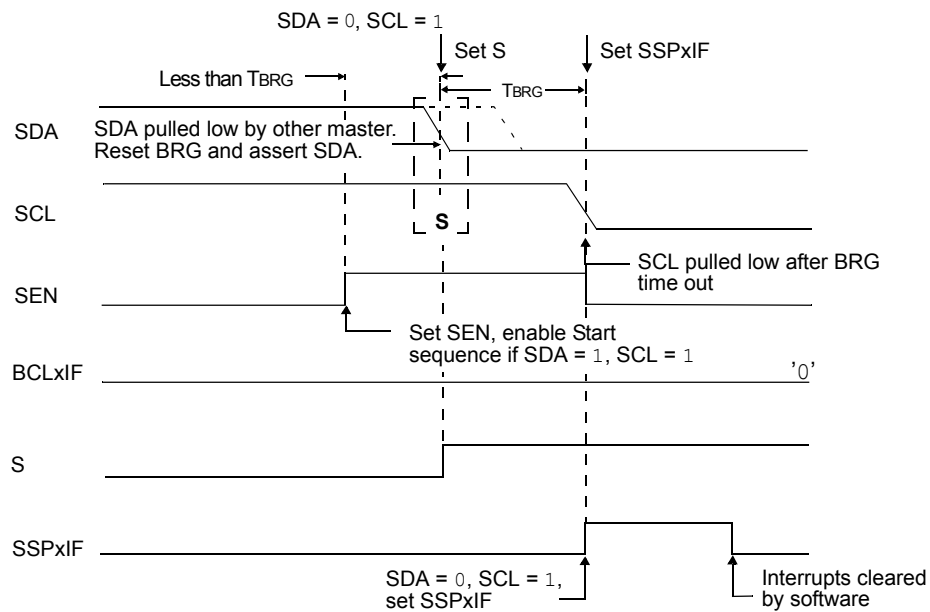 SDA = 0, SCL = 1
Set S
Set SSPxIF
Less than TBRG
TBRG
SDA
SDA pulled low by other master.
Reset BRG and assert SDA.
SCL
S
SCL pulled low after BRG
time out
SEN
Set SEN, enable Start
sequence if SDA = 1, SCL = 1
BCLxIF
'0'
S
SSPxIF
SDA = 0, SCL = 1,
set SSPxIF
Interrupts cleared
by software